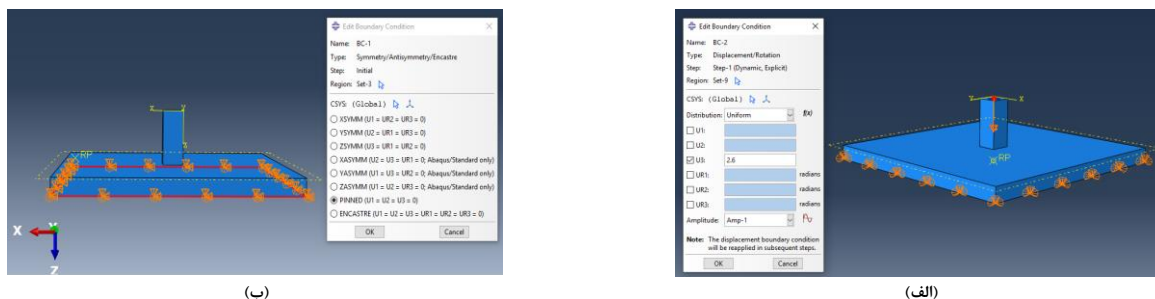 Edit Boundary Condition
Name: BC-1
Type: Symmetry/Antisymmetry/Encastre
Step: Initial
Region: Set-3
CSYS: (Global)
XSYMM (U1 = UR2 = UR3 = 0)
YSYMM (U2 = UR1 = UR3 = 0)
ZSYMM (U3 = UR1 = UR2 = 0)
XASYMM (U2 = U3 = UR1 = 0; Abaqus/Standard only)
YASYMM (U1 = U3 = UR2 = 0; Abaqus/Standard only)
ZASYMM (U1 = U2 = UR3 = 0; Abaqus/Standard only)
PINNED (U1 = U2 = U3 = 0)
ENCASTRE (U1 = U2 = U3 = UR1 = UR2 = UR3 = 0)
OK Cancel
RP
X
Y
Z
(ب)
Edit Boundary Condition
Name: BC-2
Type: Displacement/Rotation
Step: Step-1 (Dynamic, Explicit)
Region: Set-9
CSYS: (Global)
Distribution: Uniform f(x)
U1:
U2:
U3: 2.6
UR1: radians
UR2: radians
UR3: radians
Amplitude: Amp-1
Note: The displacement boundary condition
will be reapplied in subsequent steps.
OK Cancel
RP
(الف)